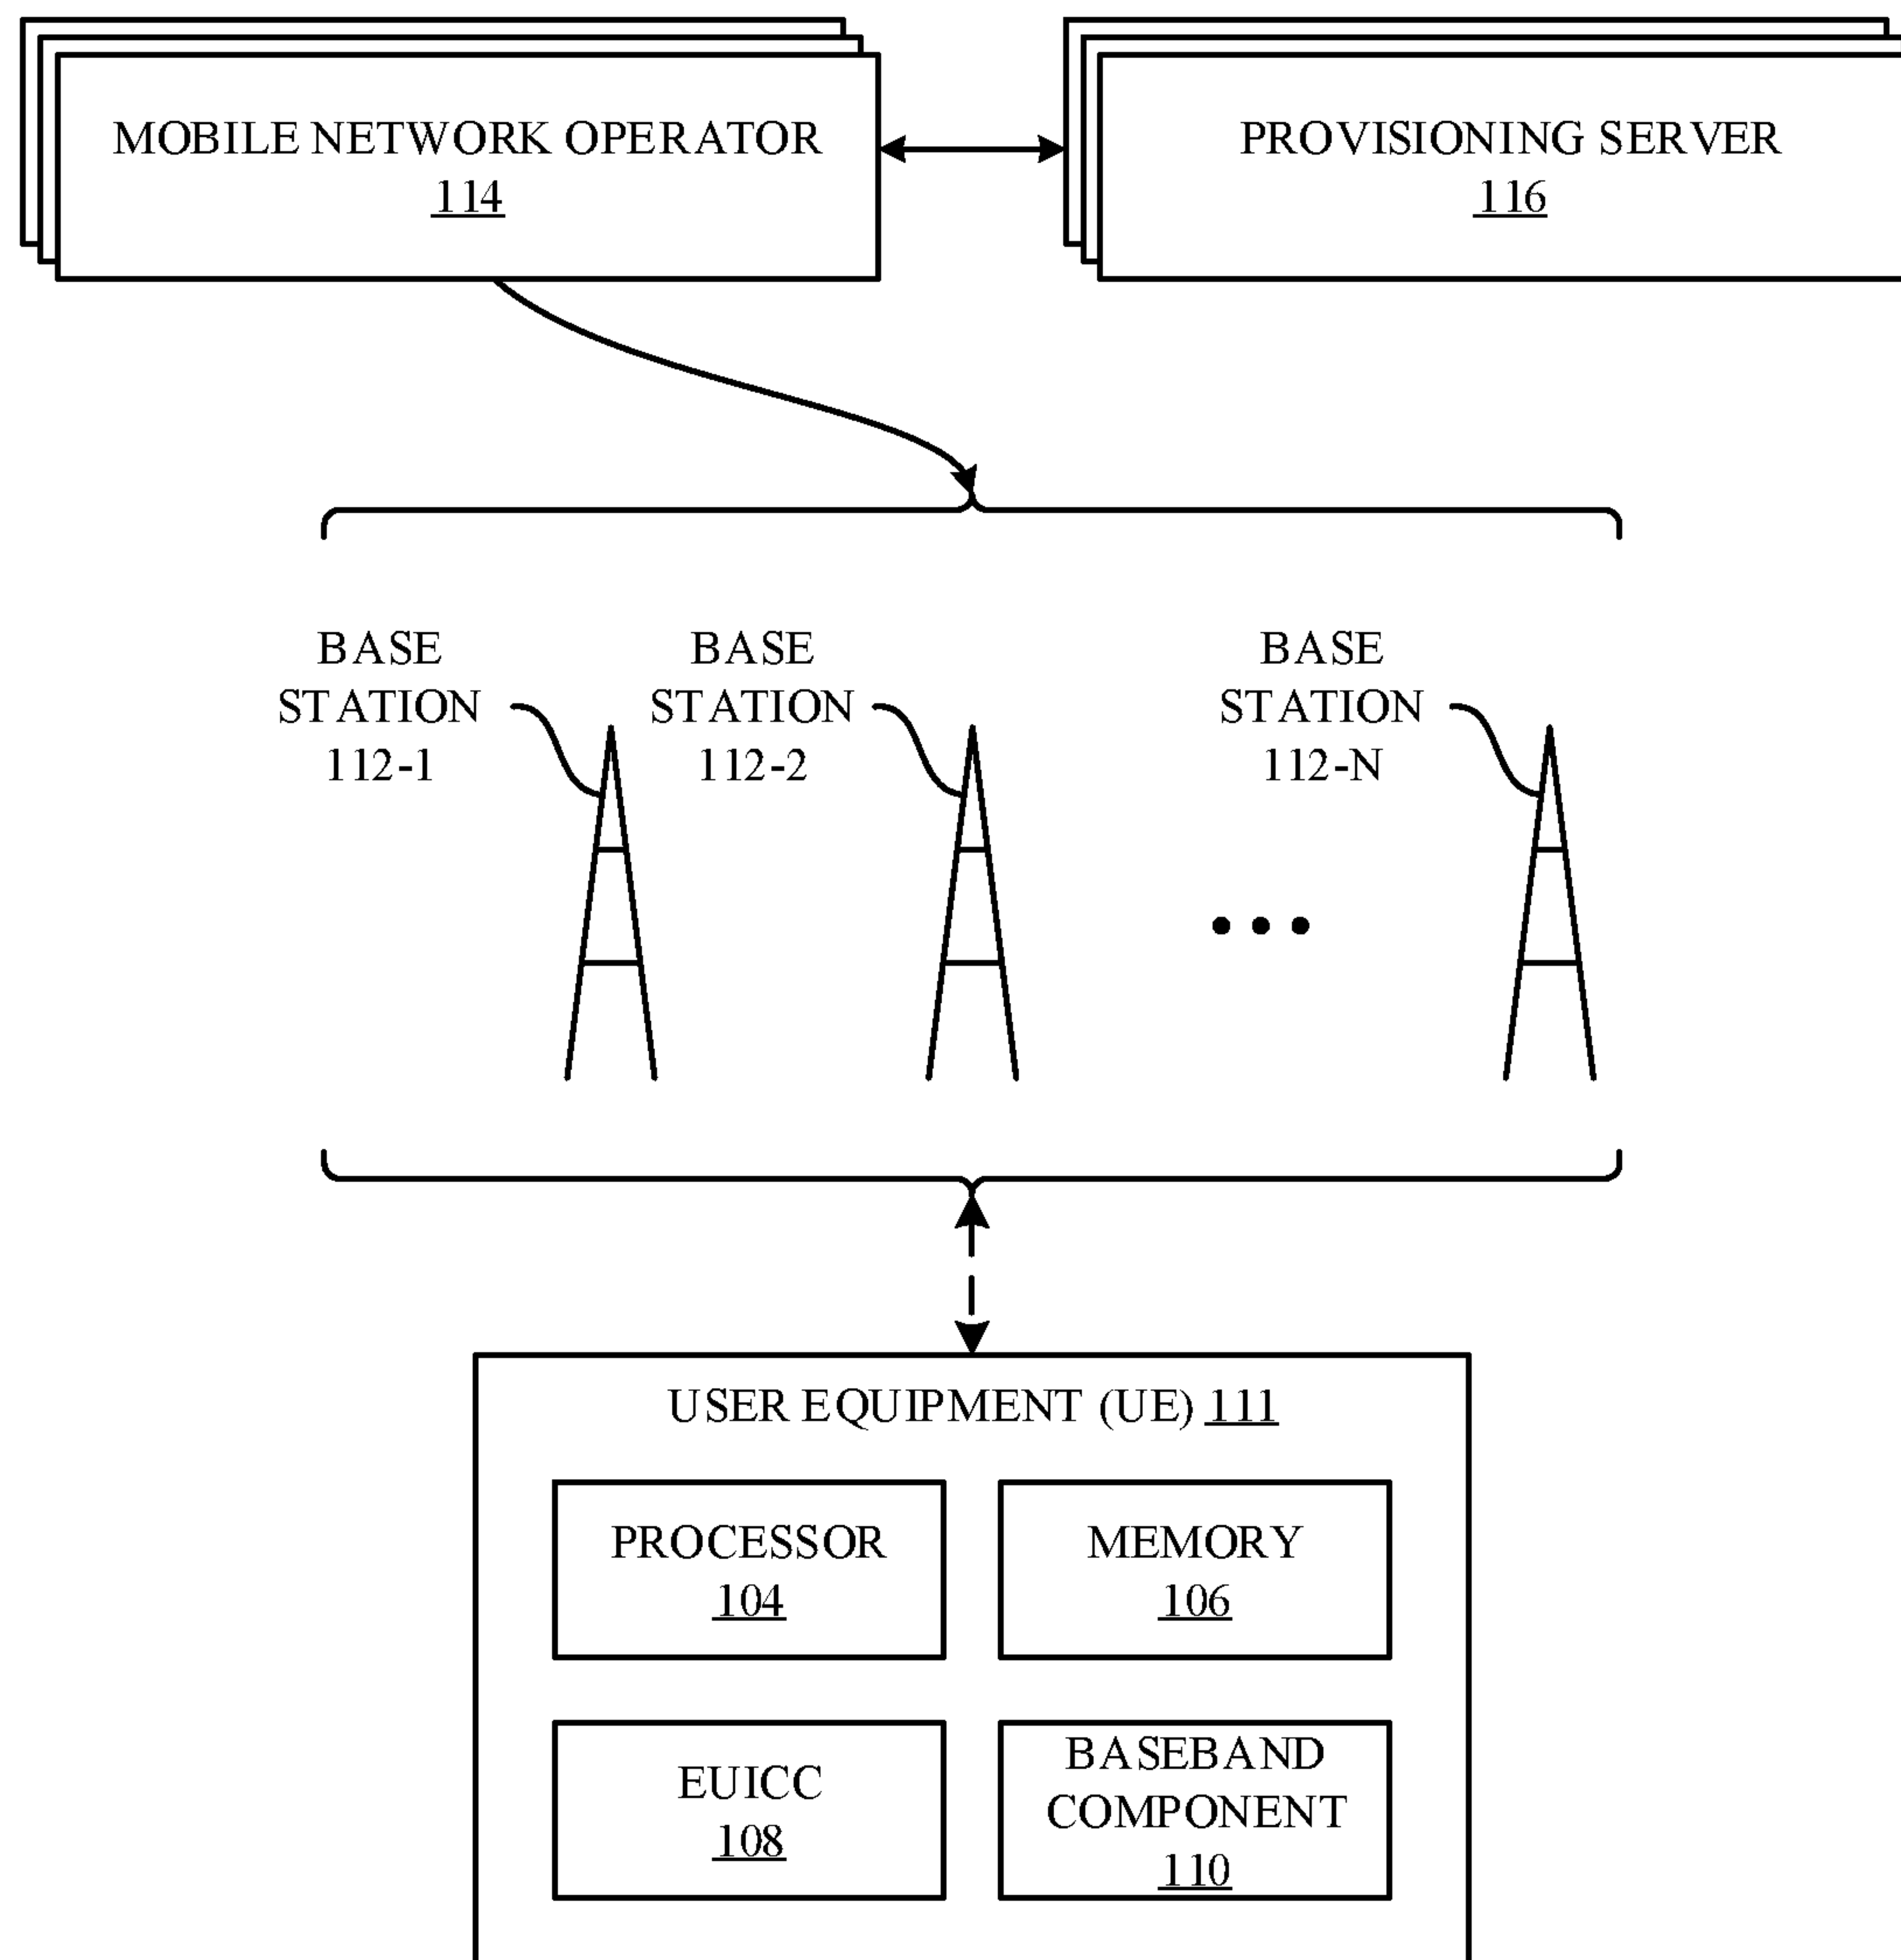 MOBILE NETWORK OPERATOR
114
PROVISIONING SERVER
116
BASE
STATION
112-1
BASE
STATION
112-2
BASE
STATION
112-N
USER EQUIPMENT (UE) 111
PROCESSOR
104
MEMORY
106
EUICC
108
BASEBAND
COMPONENT
110